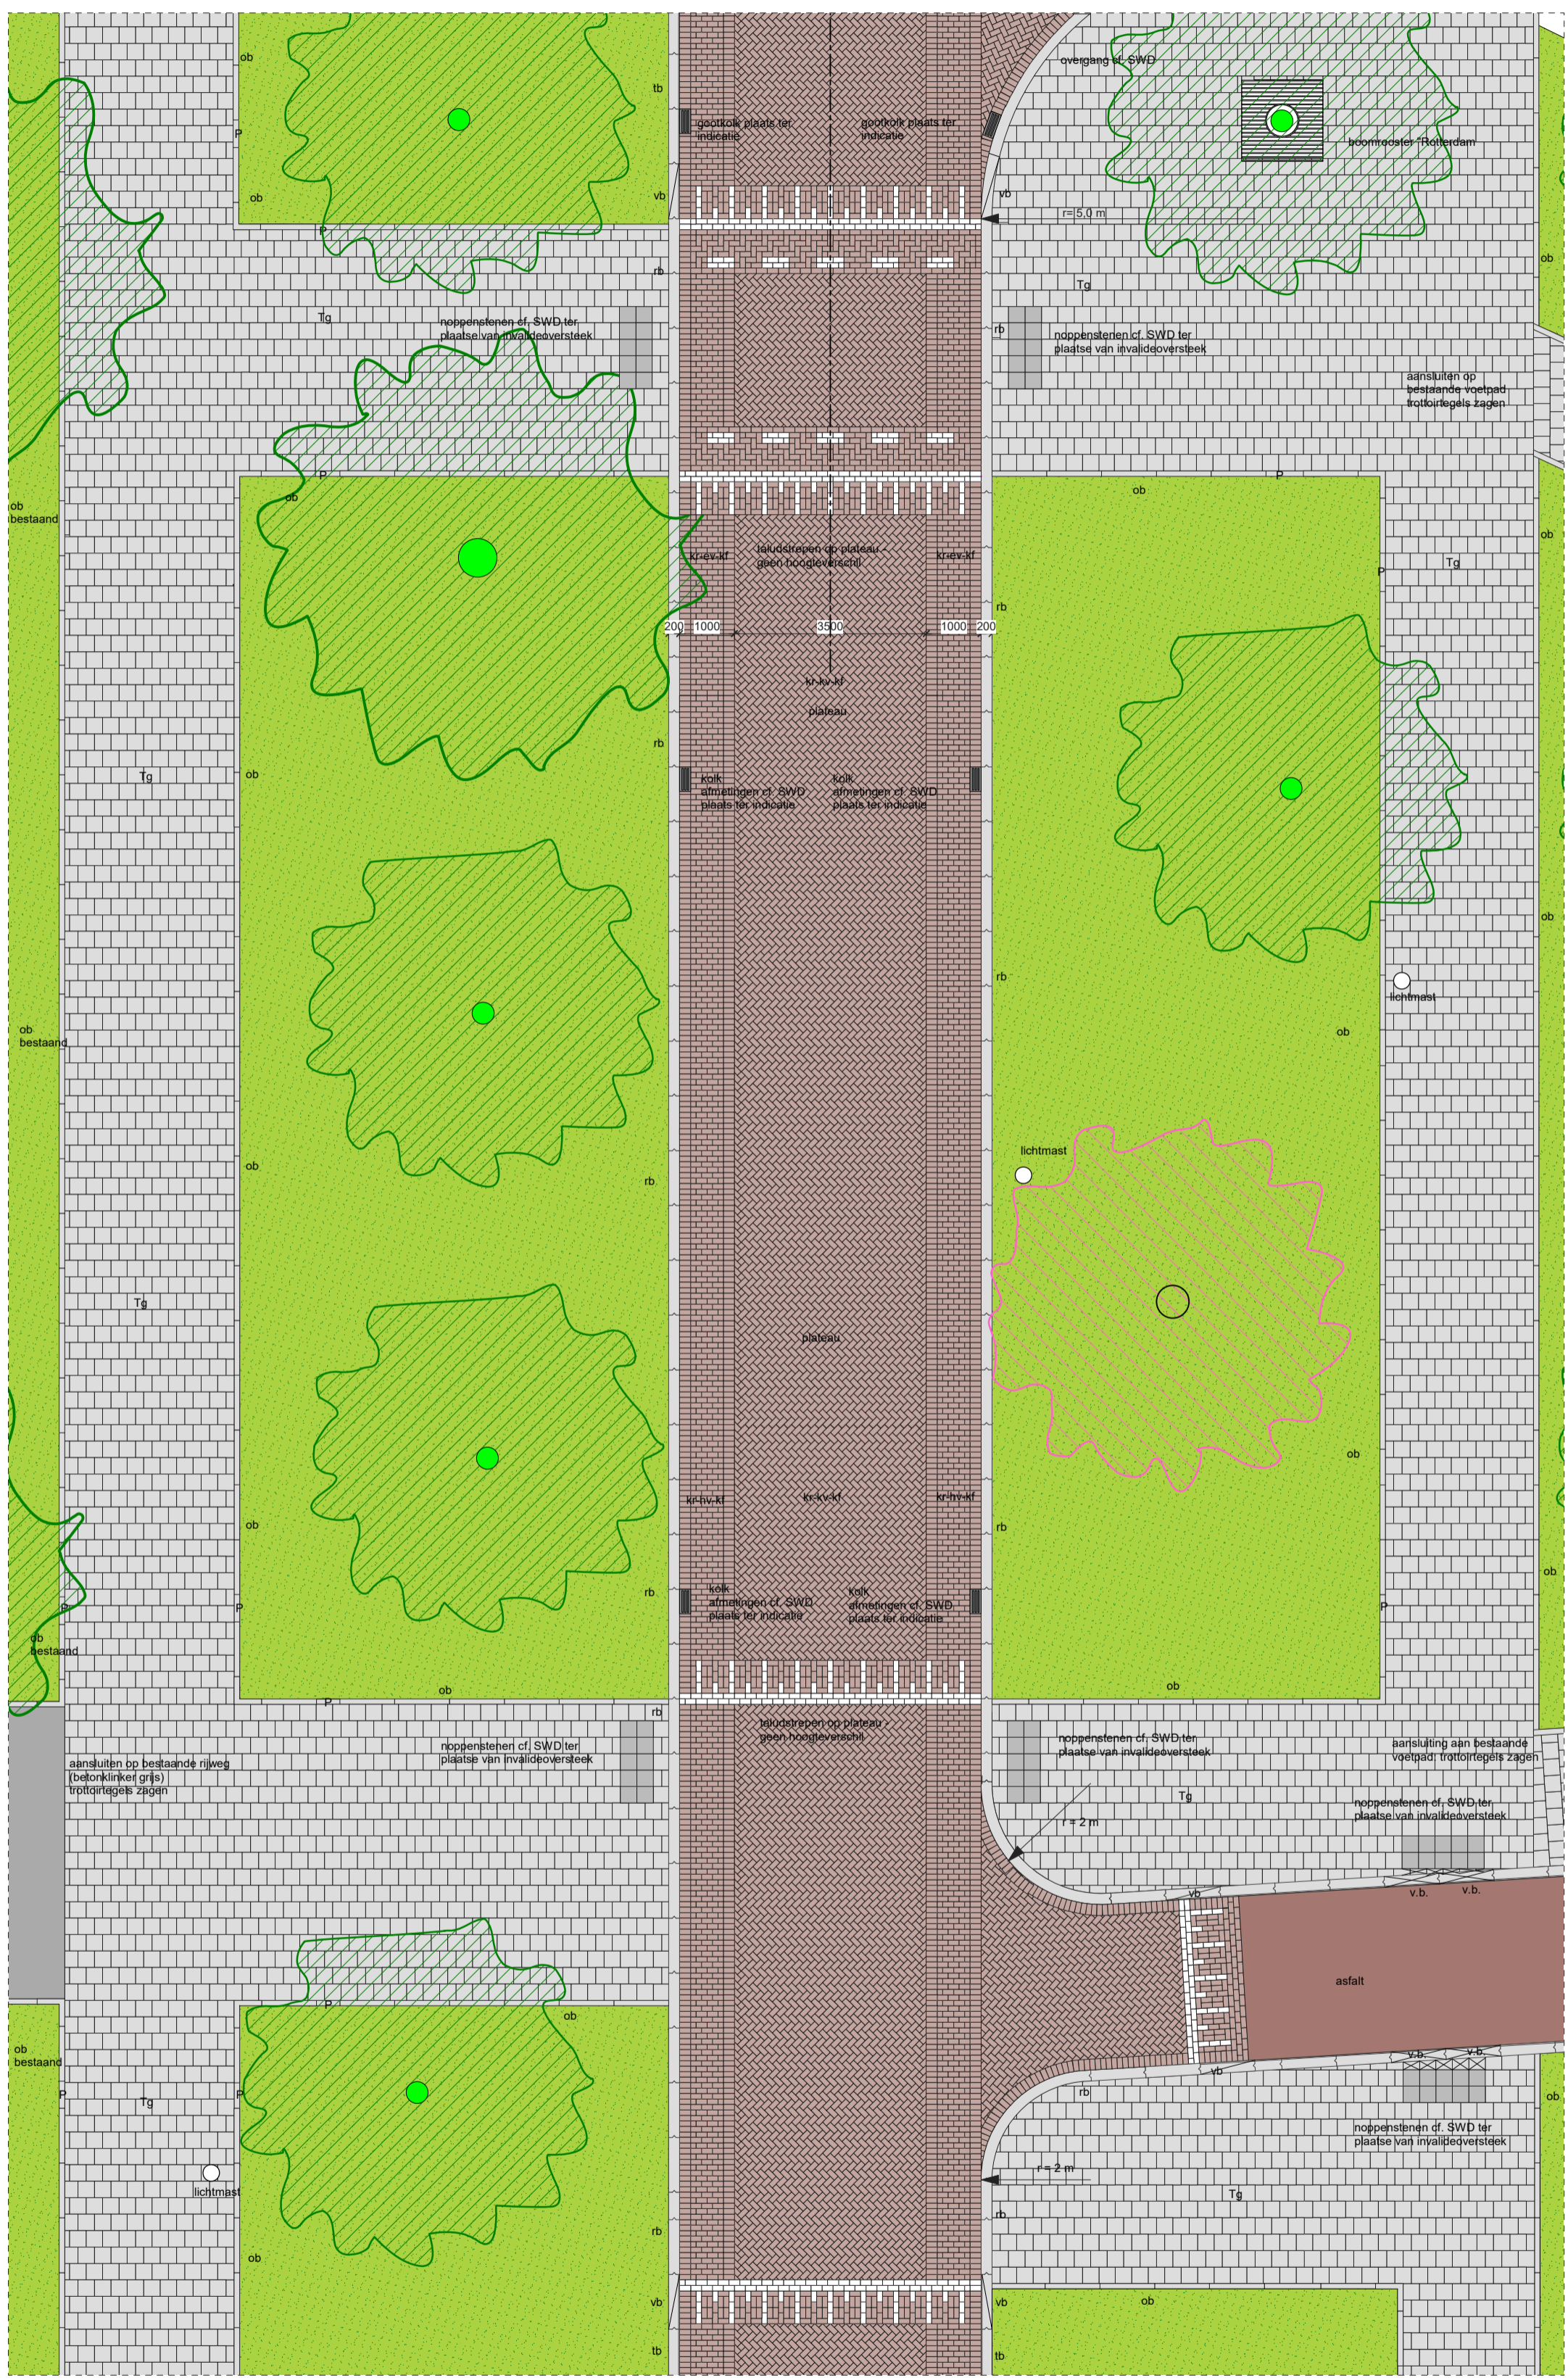 ob
tb
overgang cf. SWD
gootkolk plaats ter
indicatie
gootkolk plaats ter
indicatie
P
boomrooster "Rotterdam"
ob
vb
vb
r= 5,0 m
P
rb
ob
Tg
Tg
noppenstenen cf. SWD ter
plaatse van invalideoversteek
rb
noppenstenen cf. SWD ter
plaatse van invalideoversteek
aansluiten op
bestaande voetpad
trottoirtegels zagen
P
P
ob
ob
ob
bestaand
ob
taludstrepen op plateau -
geen hoogteverschil
kr-ev-kf
kr-ev-kf
Tg
P
rb
200
1000
3500
1000
200
kr-kv-kf
plateau
rb
ob
Tg
kolk
afmetingen cf. SWD
plaats ter indicatie
kolk
afmetingen cf. SWD
plaats ter indicatie
ob
rb
lichtmast
ob
bestaand
ob
lichtmast
ob
rb
Tg
plateau
ob
kr-hv-kf
kr-kv-kf
kr-hv-kf
ob
rb
ob
kolk
afmetingen cf. SWD
plaats ter indicatie
kolk
afmetingen cf. SWD
plaats ter indicatie
rb
P
P
P
ob
bestaand
ob
ob
P
rb
taludstrepen op plateau -
geen hoogteverschil
noppenstenen cf. SWD ter
plaatse van invalideoversteek
noppenstenen cf. SWD ter
plaatse van invalideoversteek
aansluiting aan bestaande
voetpad; trottoirtegels zagen
aansluiten op bestaande rijweg
(betonklinker grijs)
trottoirtegels zagen
Tg
noppenstenen cf. SWD ter
plaatse van invalideoversteek
r = 2 m
vb
v.b.
v.b.
asfalt
P
ob
ob
bestaand
v.b.
v.b.
vb
rb
P
P
Tg
ob
noppenstenen cf. SWD ter
plaatse van invalideoversteek
r = 2 m
lichtmast
Tg
rb
rb
ob
vb
vb
ob
tb
tb